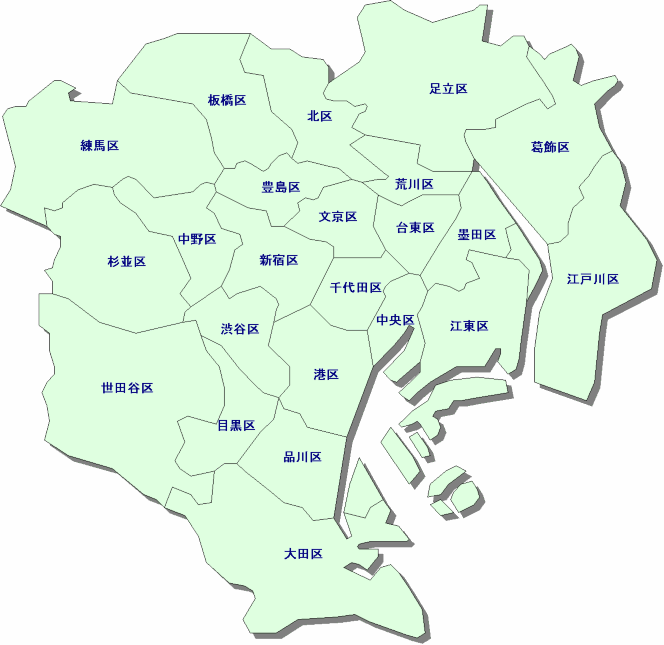 足立区
板橋区
北区
練馬区
葛飾区
荒川区
豊島区
文京区
台東区
墨田区
中野区
杉並区
新宿区
江戸川区
千代田区
中央区
江東区
渋谷区
港区
世田谷区
目黒区
品川区
大田区